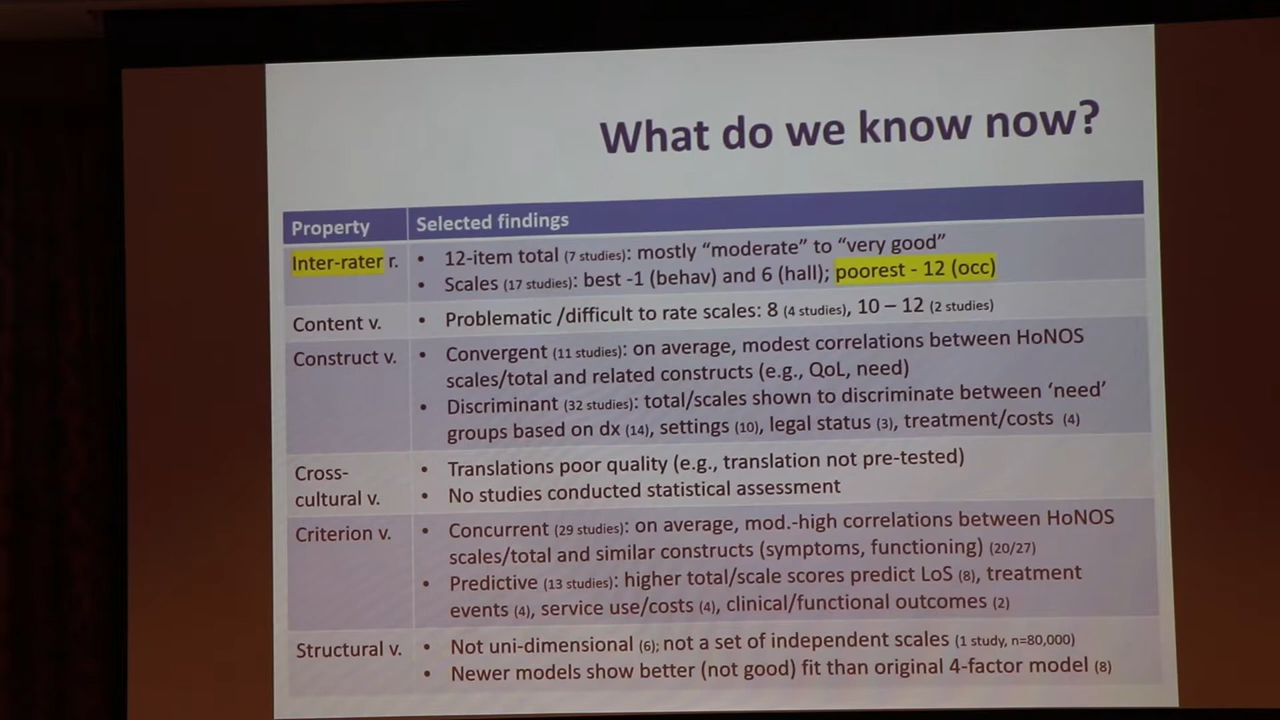 What do we know now?
Property
Selected findings
Inter-rater r.
• 12-item total (7 studies): mostly “moderate” to “very good”
• Scales (17 studies): best -1 (behav) and 6 (hall); poorest - 12 (occ)
Content v.
• Problematic /difficult to rate scales: 8 (4 studies), 10 – 12 (2 studies)
Construct v.
• Convergent (11 studies): on average, modest correlations between HoNOS
scales/total and related constructs (e.g., QoL, need)
• Discriminant (32 studies): total/scales shown to discriminate between ‘need’
groups based on dx (14), settings (10), legal status (3), treatment/costs (4)
Cross-
cultural v.
• Translations poor quality (e.g., translation not pre-tested)
• No studies conducted statistical assessment
Criterion v.
• Concurrent (29 studies): on average, mod.-high correlations between HoNOS
scales/total and similar constructs (symptoms, functioning) (20/27)
• Predictive (13 studies): higher total/scale scores predict LoS (8), treatment
events (4), service use/costs (4), clinical/functional outcomes (2)
Structural v.
• Not uni-dimensional (6); not a set of independent scales (1 study, n=80,000)
• Newer models show better (not good) fit than original 4-factor model (8)